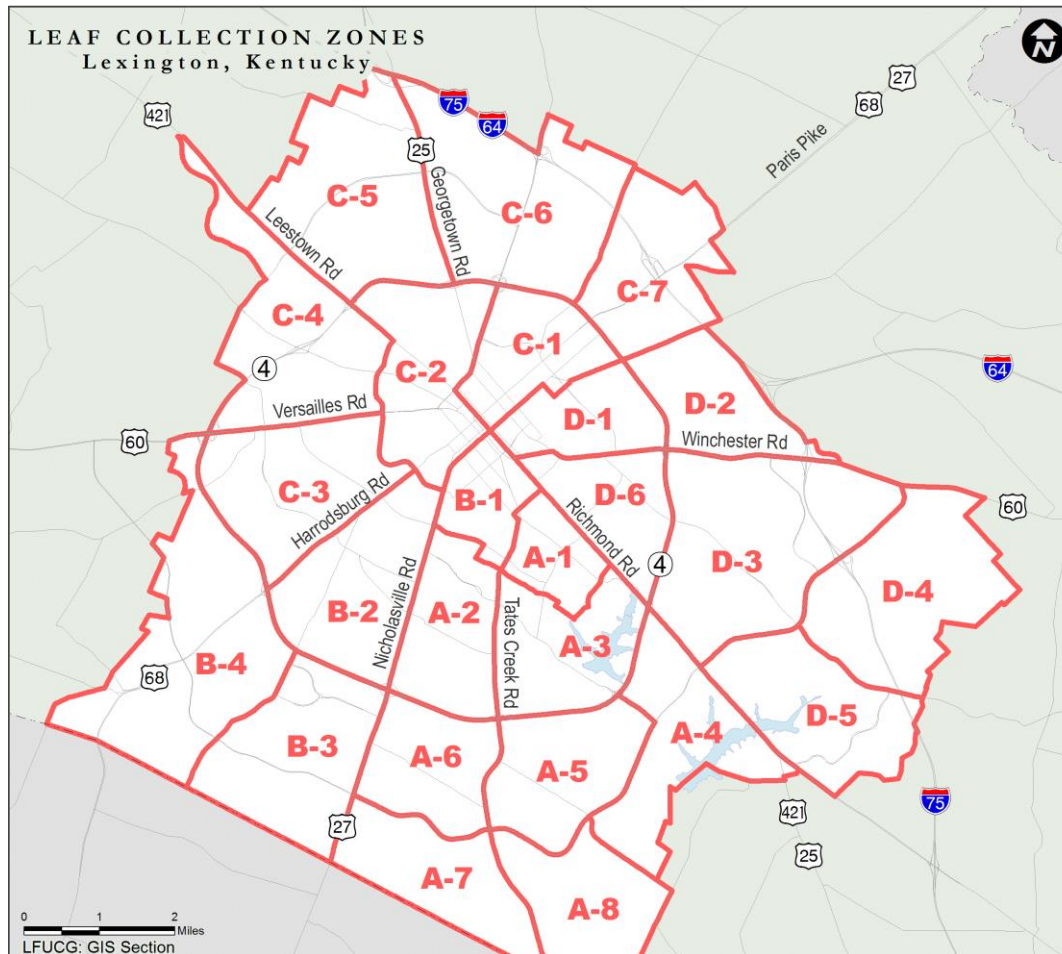 LEAF COLLECTION ZONES
Lexington, Kentucky
N
27
75
68
421
64
25
Paris Pike
C-5
Georgetown Rd
C-6
Leestown Rd
C-7
C-4
C-1
4
64
C-2
D-2
Versailles Rd
D-1
60
Winchester Rd
C-3
Harrodsburg Rd
B-1
D-6
60
Richmond Rd
A-1
4
D-3
D-4
Nicholasville Rd
B-2
A-2
Tates Creek Rd
A-3
B-4
68
D-5
A-4
B-3
A-6
A-5
75
421
27
25
A-7
A-8
0 1 2
Miles
LFUCG: GIS Section